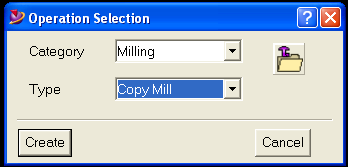 Operation Selection
Category Milling
Type Copy Mill
Create Cancel